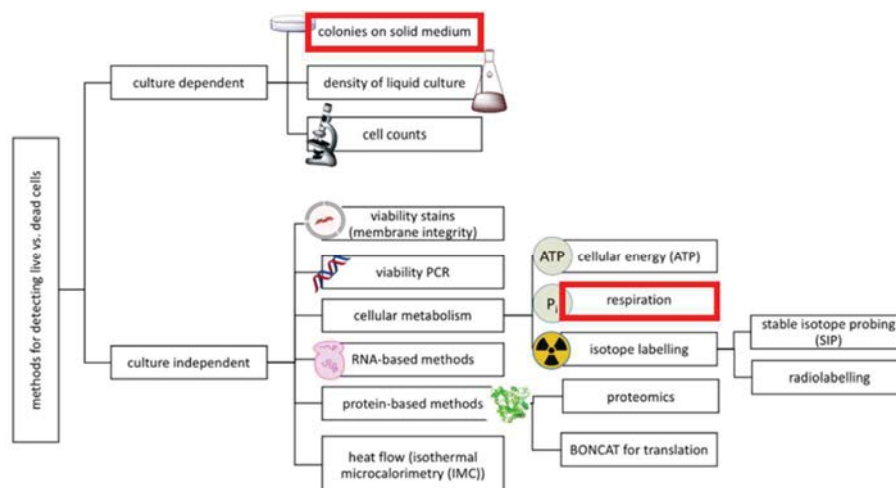 methods for detecting live vs. dead cells
culture dependent
colonies on solid medium
density of liquid culture
cell counts
culture independent
viability stains
(membrane integrity)
viability PCR
cellular metabolism
ATP
cellular energy (ATP)
Pi
respiration
isotope labelling
stable isotope probing
(SIP)
radiolabelling
RNA-based methods
protein-based methods
proteomics
BONCAT for translation
heat flow (isothermal
microcalorimetry (IMC))